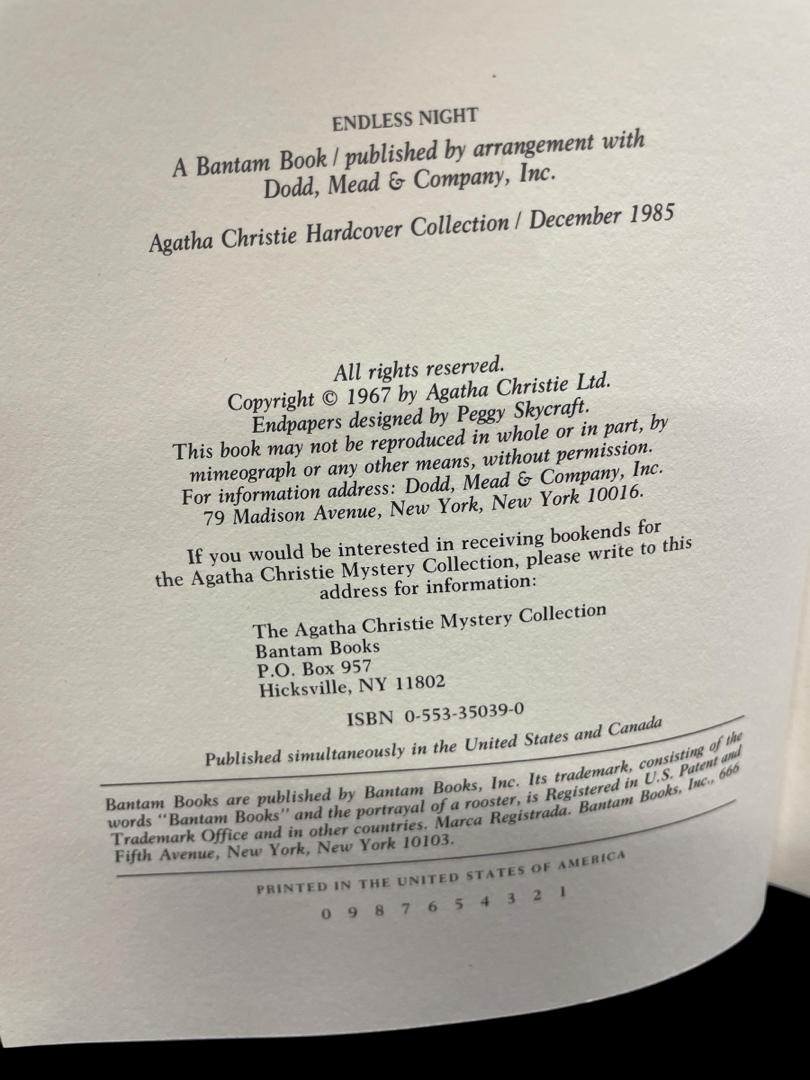 ENDLESS NIGHT
A Bantam Book / published by arrangement with
Dodd, Mead & Company, Inc.
Agatha Christie Hardcover Collection / December 1985
All rights reserved.
Copyright © 1967 by Agatha Christie Ltd.
Endpapers designed by Peggy Skycraft.
This book may not be reproduced in whole or in part, by
mimeograph or any other means, without permission.
For information address: Dodd, Mead & Company, Inc.
79 Madison Avenue, New York, New York 10016.
If you would be interested in receiving bookends for
the Agatha Christie Mystery Collection, please write to this
address for information:
The Agatha Christie Mystery Collection
Bantam Books
P.O. Box 957
Hicksville, NY 11802
ISBN 0-553-35039-0
Published simultaneously in the United States and Canada
Bantam Books are published by Bantam Books, Inc. Its trademark, consisting of the
words "Bantam Books" and the portrayal of a rooster, is Registered in U.S. Patent and
Trademark Office and in other countries. Marca Registrada. Bantam Books, Inc., 666
Fifth Avenue, New York, New York 10103.
PRINTED IN THE UNITED STATES OF AMERICA
0 9 8 7 6 5 4 3 2 1